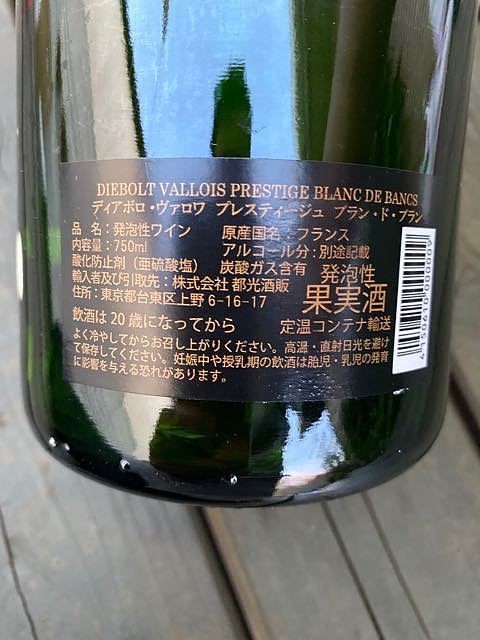 DIEBOLT VALLOIS PRESTIGE BLANC DE BANCS
ディアボロ・ヴァロワ プレスティージュ ブラン・ド・ブラン
品名：発泡性ワイン 原産国名：フランス
内容量：750ml アルコール分：別途記載
酸化防止剤（亜硫酸塩） 炭酸ガス含有 発泡性
輸入者及び引取先：株式会社 都光酒販 果実酒
住所：東京都台東区上野 6-16-17
飲酒は 20 歳になってから 定温コンテナ輸送
よく冷やしてからお召し上がりください。高温・直射日光を避け
て保存してください。妊娠中や授乳期の飲酒は胎児・乳児の発育
に影響を与える恐れがあります。